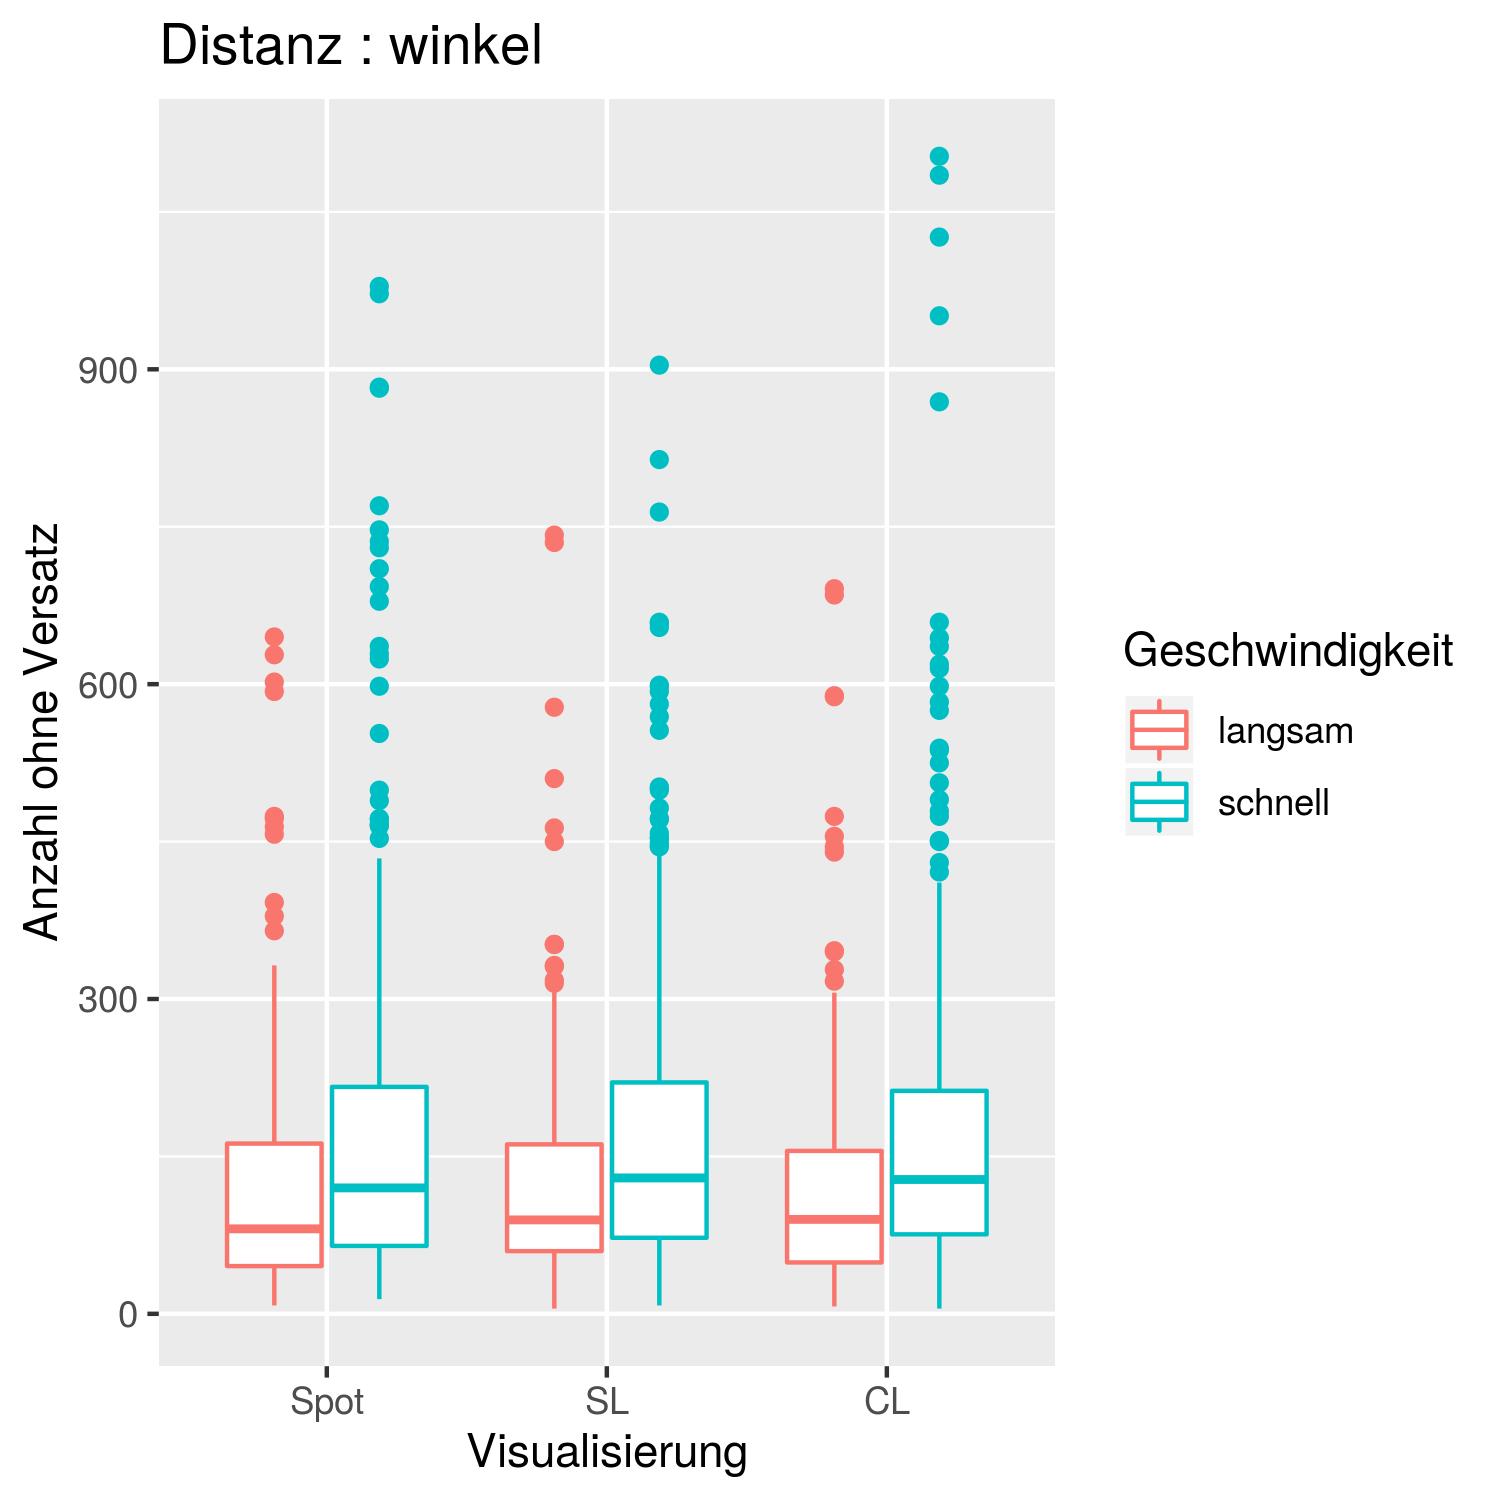 Distanz : winkel
Anzahl ohne Versatz
900
600
300
0
Spot SL CL
Visualisierung
Geschwindigkeit
langsam
schnell